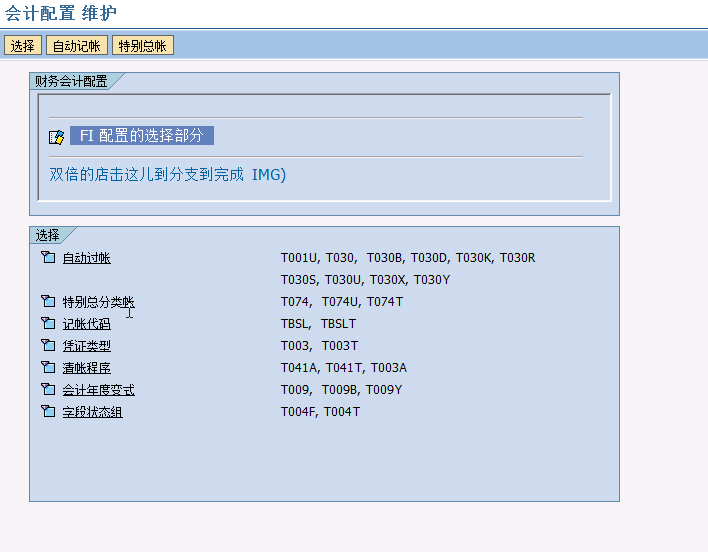 会计配置 维护
选择 自动记帐 特别总帐
财务会计配置
FI 配置的选择部分
双倍的店击这儿到分支到完成 IMG)
选择
自动过帐 T001U, T030, T030B, T030D, T030K, T030R
T030S, T030U, T030X, T030Y
特别总分类帐 T074, T074U, T074T
记帐代码 TBSL, TBSLT
凭证类型 T003, T003T
清帐程序 T041A, T041T, T003A
会计年度变式 T009, T009B, T009Y
字段状态组 T004F, T004T